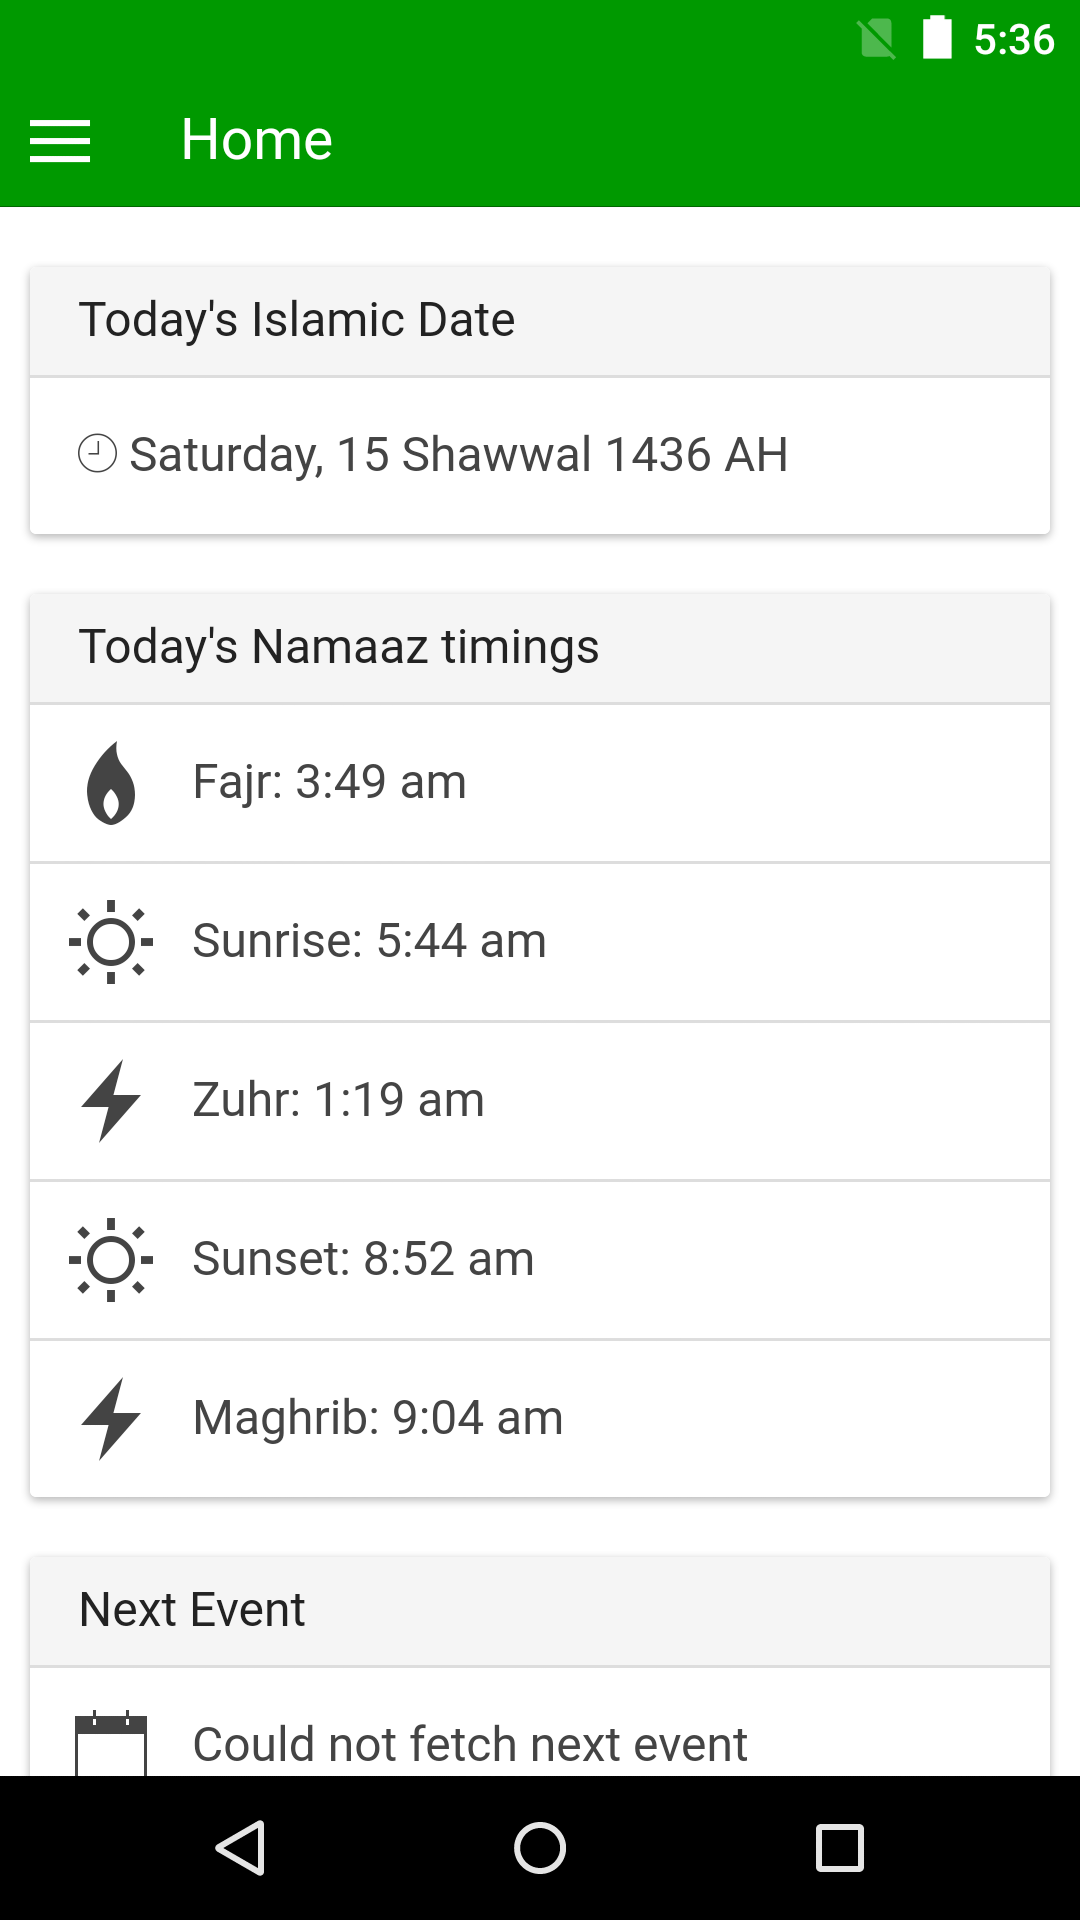 5:36
Home
Today's Islamic Date
Saturday, 15 Shawwal 1436 AH
Today's Namaaz timings
Fajr: 3:49 am
Sunrise: 5:44 am
Zuhr: 1:19 am
Sunset: 8:52 am
Maghrib: 9:04 am
Next Event
Could not fetch next event